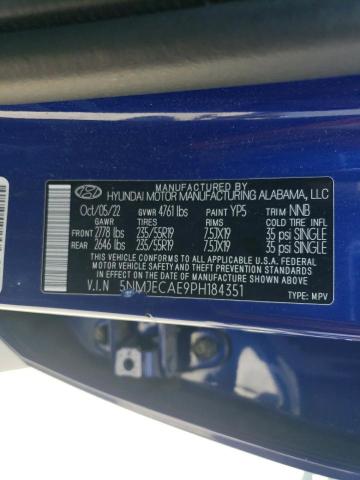 MANUFACTURED BY
HYUNDAI MOTOR MANUFACTURING ALABAMA, LLC
Oct/05/22 GVWR 4761 lbs PAINT YP5 TRIM NNB
GAWR TIRES RIMS COLD TIRE INFL
FRONT 2778 lbs 235/55R19 7.5JX19 35 psi SINGLE
REAR 2646 lbs 235/55R19 7.5JX19 35 psi SINGLE
THIS VEHICLE CONFORMS TO ALL APPLICABLE U.S.A. FEDERAL
MOTOR VEHICLE SAFETY STANDARDS IN EFFECT
ON THE DATE OF MANUFACTURE SHOWN ABOVE
V.I.N 5NMJECAE9PH184351
TYPE: MPV